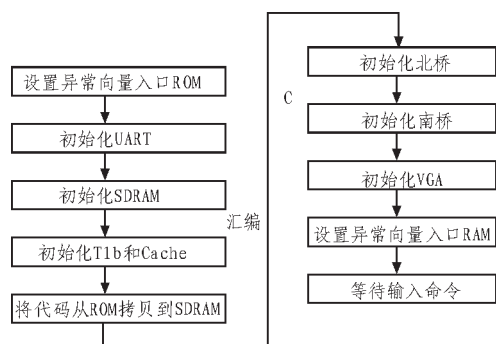 设置异常向量入口ROM
初始化UART
初始化SDRAM
初始化T1b和Cache
将代码从ROM拷贝到SDRAM
汇编
C
初始化北桥
初始化南桥
初始化VGA
设置异常向量入口RAM
等待输入命令